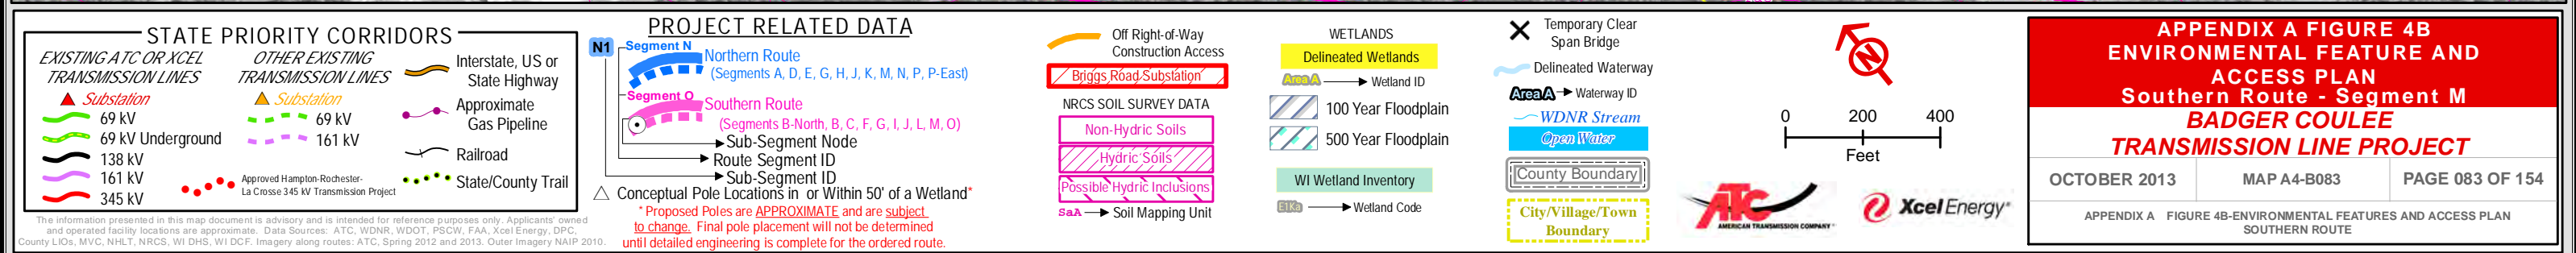 STATE PRIORITY CORRIDORS
EXISTING ATC OR XCEL
TRANSMISSION LINES
Substation
69 kV
69 kV Underground
138 kV
161 kV
345 kV
OTHER EXISTING
TRANSMISSION LINES
Substation
69 kV
161 kV
Approved Hampton-Rochester-
La Crosse 345 kV Transmission Project
Interstate, US or
State Highway
Approximate
Gas Pipeline
Railroad
State/County Trail
The information presented in this map document is advisory and is intended for reference purposes only. Applicants' owned
and operated facility locations are approximate. Data Sources: ATC, WDNR, WDOT, PSCW, FAA, Xcel Energy, DPC,
County LIOs, MVC, NHLT, NRCS, WI DHS, WI DCF. Imagery along routes: ATC, Spring 2012 and 2013. Outer Imagery NAIP 2010.
PROJECT RELATED DATA
N1
Segment N
Northern Route
(Segments A, D, E, G, H, J, K, M, N, P, P-East)
Segment O
Southern Route
(Segments B-North, B, C, F, G, I, J, L, M, O)
Sub-Segment Node
Route Segment ID
Sub-Segment ID
Conceptual Pole Locations in or Within 50' of a Wetland*
* Proposed Poles are APPROXIMATE and are subject
to change. Final pole placement will not be determined
until detailed engineering is complete for the ordered route.
Off Right-of-Way
Construction Access
Briggs Road Substation
NRCS SOIL SURVEY DATA
Non-Hydric Soils
Hydric Soils
Possible Hydric Inclusions
SaA Soil Mapping Unit
WETLANDS
Delineated Wetlands
Area A Wetland ID
100 Year Floodplain
500 Year Floodplain
WI Wetland Inventory
E1Ka Wetland Code
Temporary Clear
Span Bridge
Delineated Waterway
Area A Waterway ID
WDNR Stream
Open Water
County Boundary
City/Village/Town
Boundary
N
0 200 400
Feet
ATC
AMERICAN TRANSMISSION COMPANY
Xcel Energy®
APPENDIX A FIGURE 4B
ENVIRONMENTAL FEATURE AND
ACCESS PLAN
Southern Route - Segment M
BADGER COULEE
TRANSMISSION LINE PROJECT
OCTOBER 2013
MAP A4-B083
PAGE 083 OF 154
APPENDIX A FIGURE 4B-ENVIRONMENTAL FEATURES AND ACCESS PLAN
SOUTHERN ROUTE